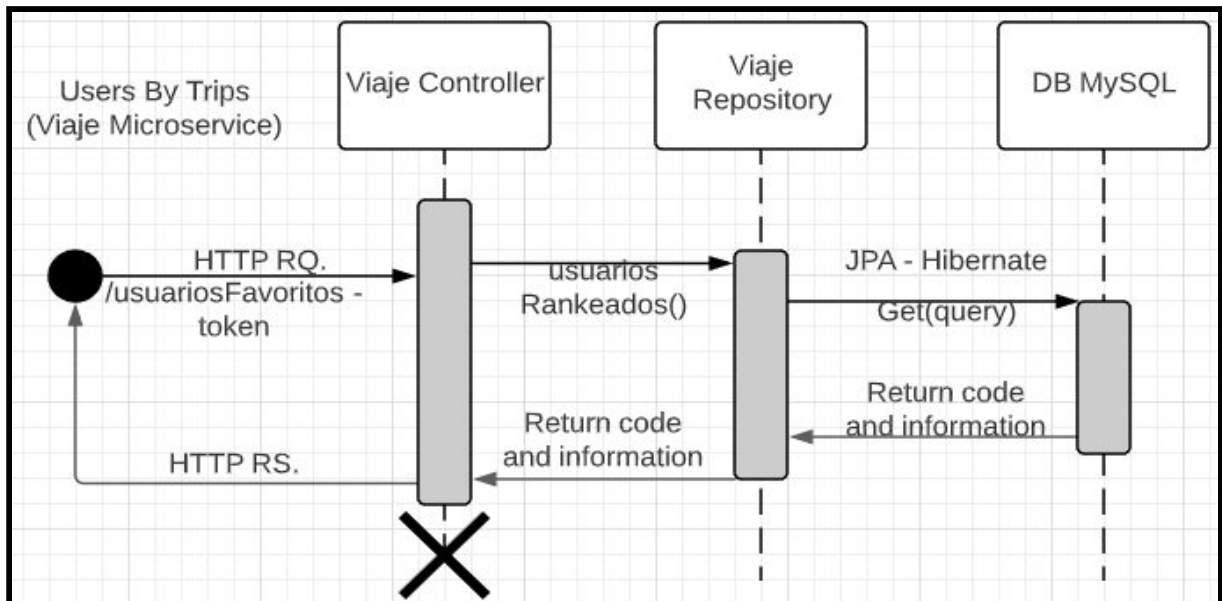 Users By Trips
(Viaje Microservice)
Viaje Controller
Viaje
Repository
DB MySQL
HTTP RQ.
/usuariosFavoritos -
token
usuarios
Rankeados()
JPA - Hibernate
Get(query)
Return code
and information
Return code
and information
HTTP RS.